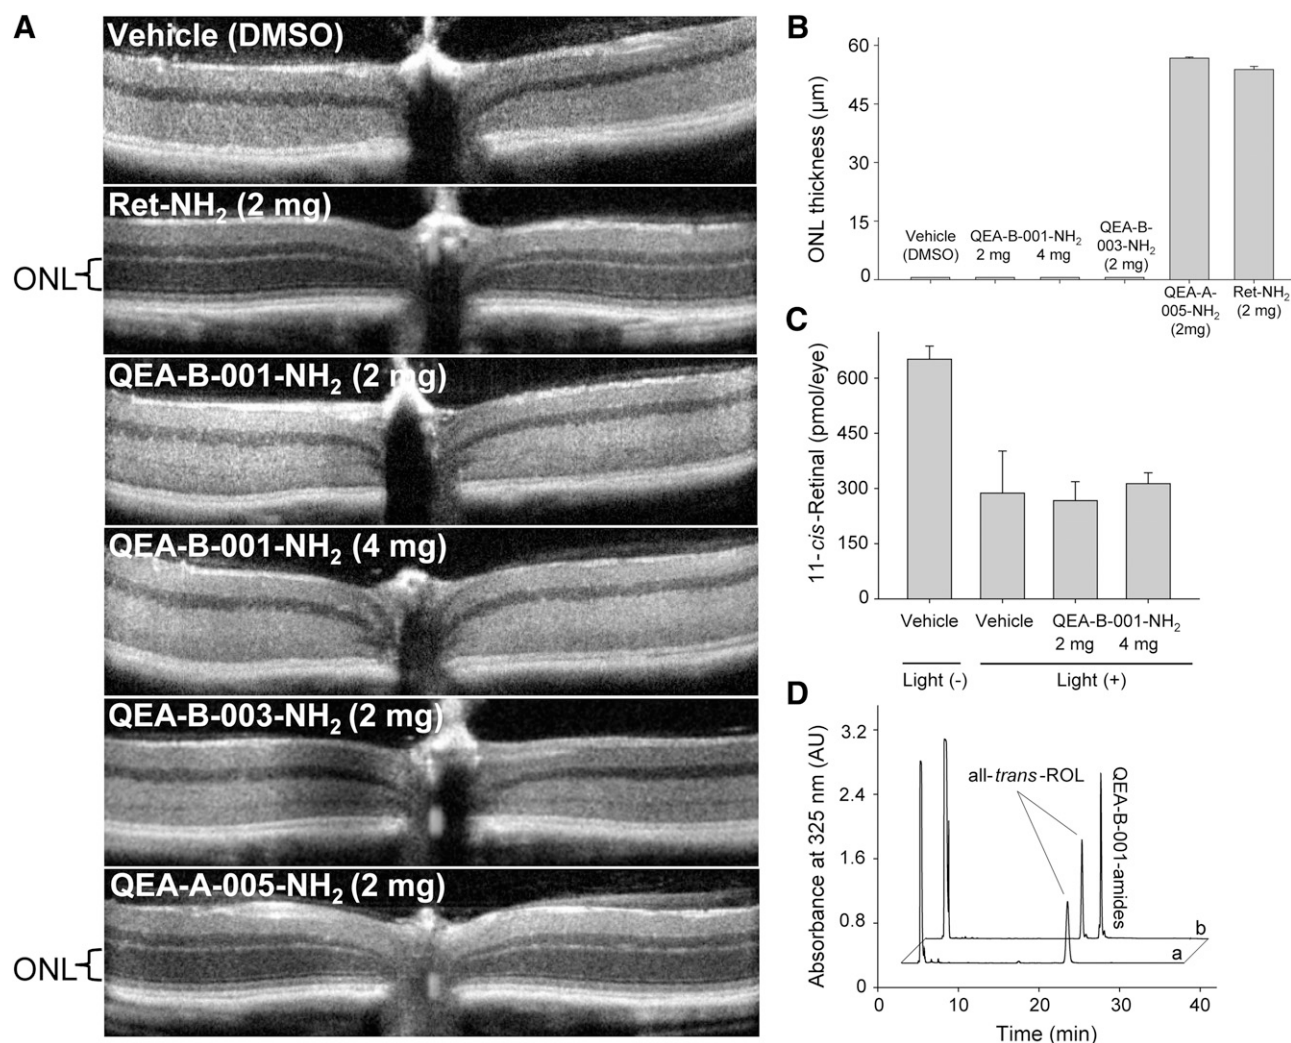 A
Vehicle (DMSO)
Ret-NH₂ (2 mg)
ONL
QEA-B-001-NH₂ (2 mg)
QEA-B-001-NH₂ (4 mg)
QEA-B-003-NH₂ (2 mg)
QEA-A-005-NH₂ (2 mg)
ONL
B
ONL thickness (μm)
60
45
30
15
0
Vehicle
(DMSO)
QEA-B-001-NH₂
2 mg 4 mg
QEA-B-
003-NH₂
(2 mg)
QEA-A-
005-NH₂
(2mg)
Ret-NH₂
(2 mg)
C
11-cis-Retinal (pmol/eye)
600
450
300
150
0
Vehicle
Vehicle
QEA-B-001-NH₂
2 mg 4 mg
Light (-)
Light (+)
D
Absorbance at 325 nm (AU)
3.2
2.4
1.6
0.8
0
all-trans-ROL
QEA-B-001-amides
b
a
0 10 20 30 40
Time (min)